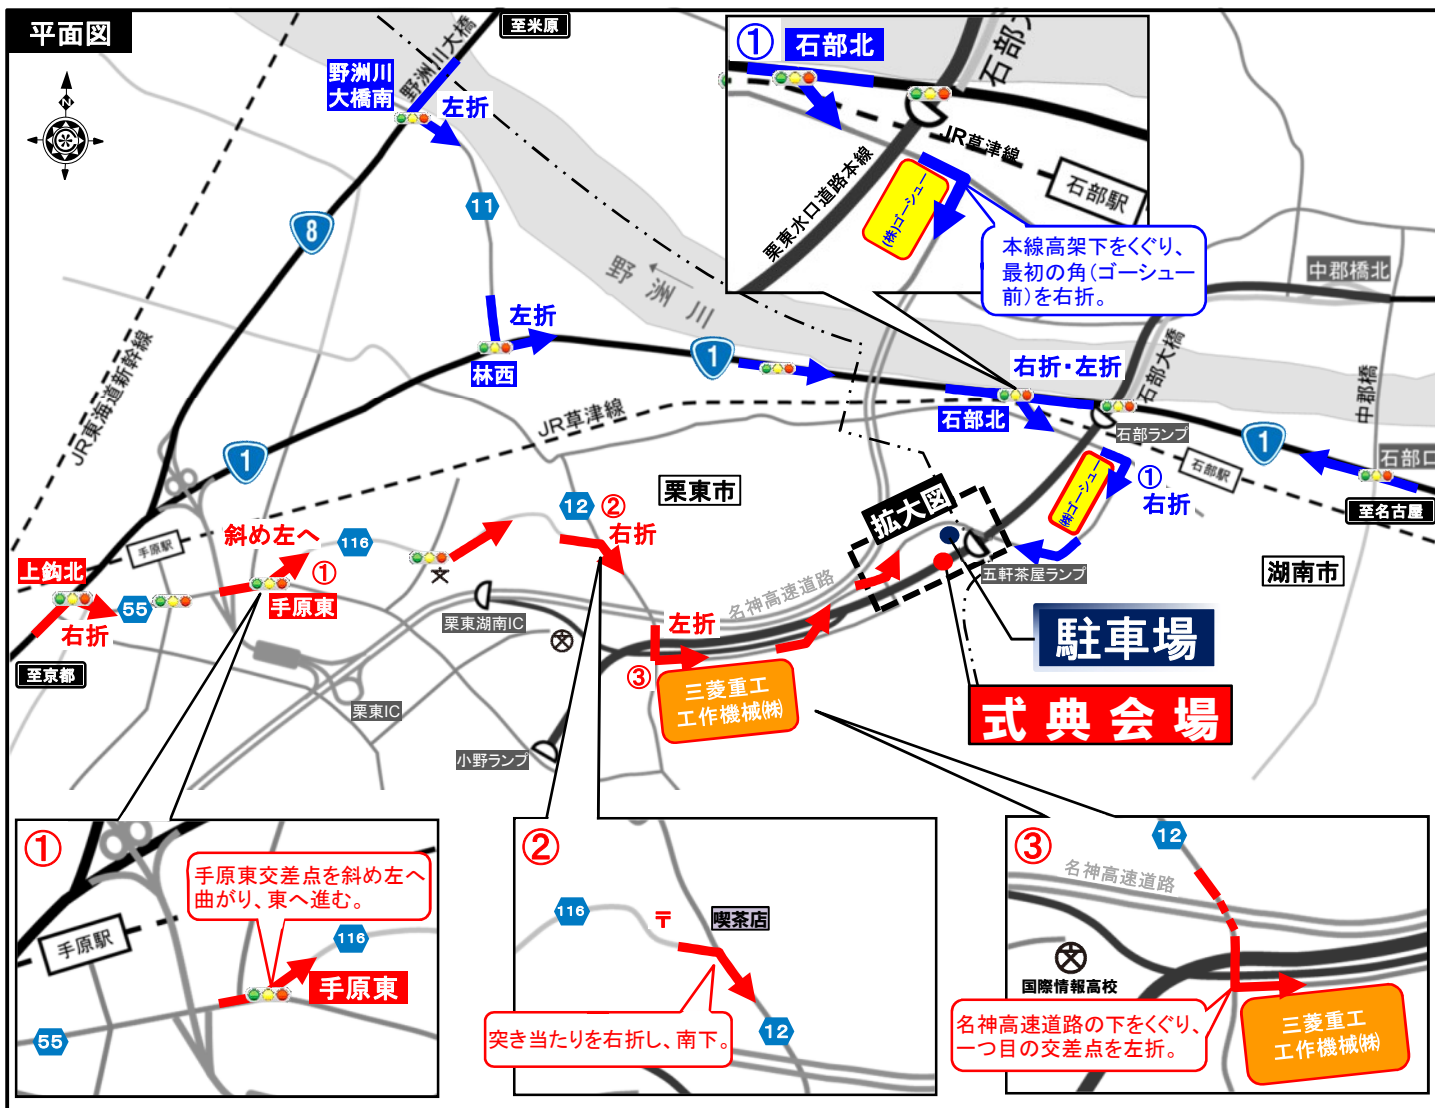 平面図
N
至米原
野洲川大橋
野洲川
大橋南
左折
11
8
JR東海道新幹線
野洲川
左折
林西
1
1
JR草津線
栗東市
① 石部北
石部大
JR草津線
石部駅
栗東水口道路本線
(株)ゴーシュー
本線高架下をくぐり、
最初の角(ゴーシュー
前)を右折。
中郡橋北
中郡橋
石部大橋
右折・左折
石部北
石部ランプ
石部駅
1
石部口
至名古屋
㈱ゴーシュー
①
右折
湖南市
拡大図
五軒茶屋ランプ
名神高速道路
駐車場
式典会場
手原駅
斜め左へ
116
①
手原東
上鈎北
55
右折
至京都
文
12
②
右折
栗東湖南IC
栗東IC
小野ランプ
左折
③
三菱重工
工作機械㈱
①
手原東交差点を斜め左へ
曲がり、東へ進む。
手原駅
116
手原東
55
②
116
〒
喫茶店
突き当たりを右折し、南下。
12
③
12
名神高速道路
国際情報高校
名神高速道路の下をくぐり、
一つ目の交差点を左折。
三菱重工
工作機械㈱